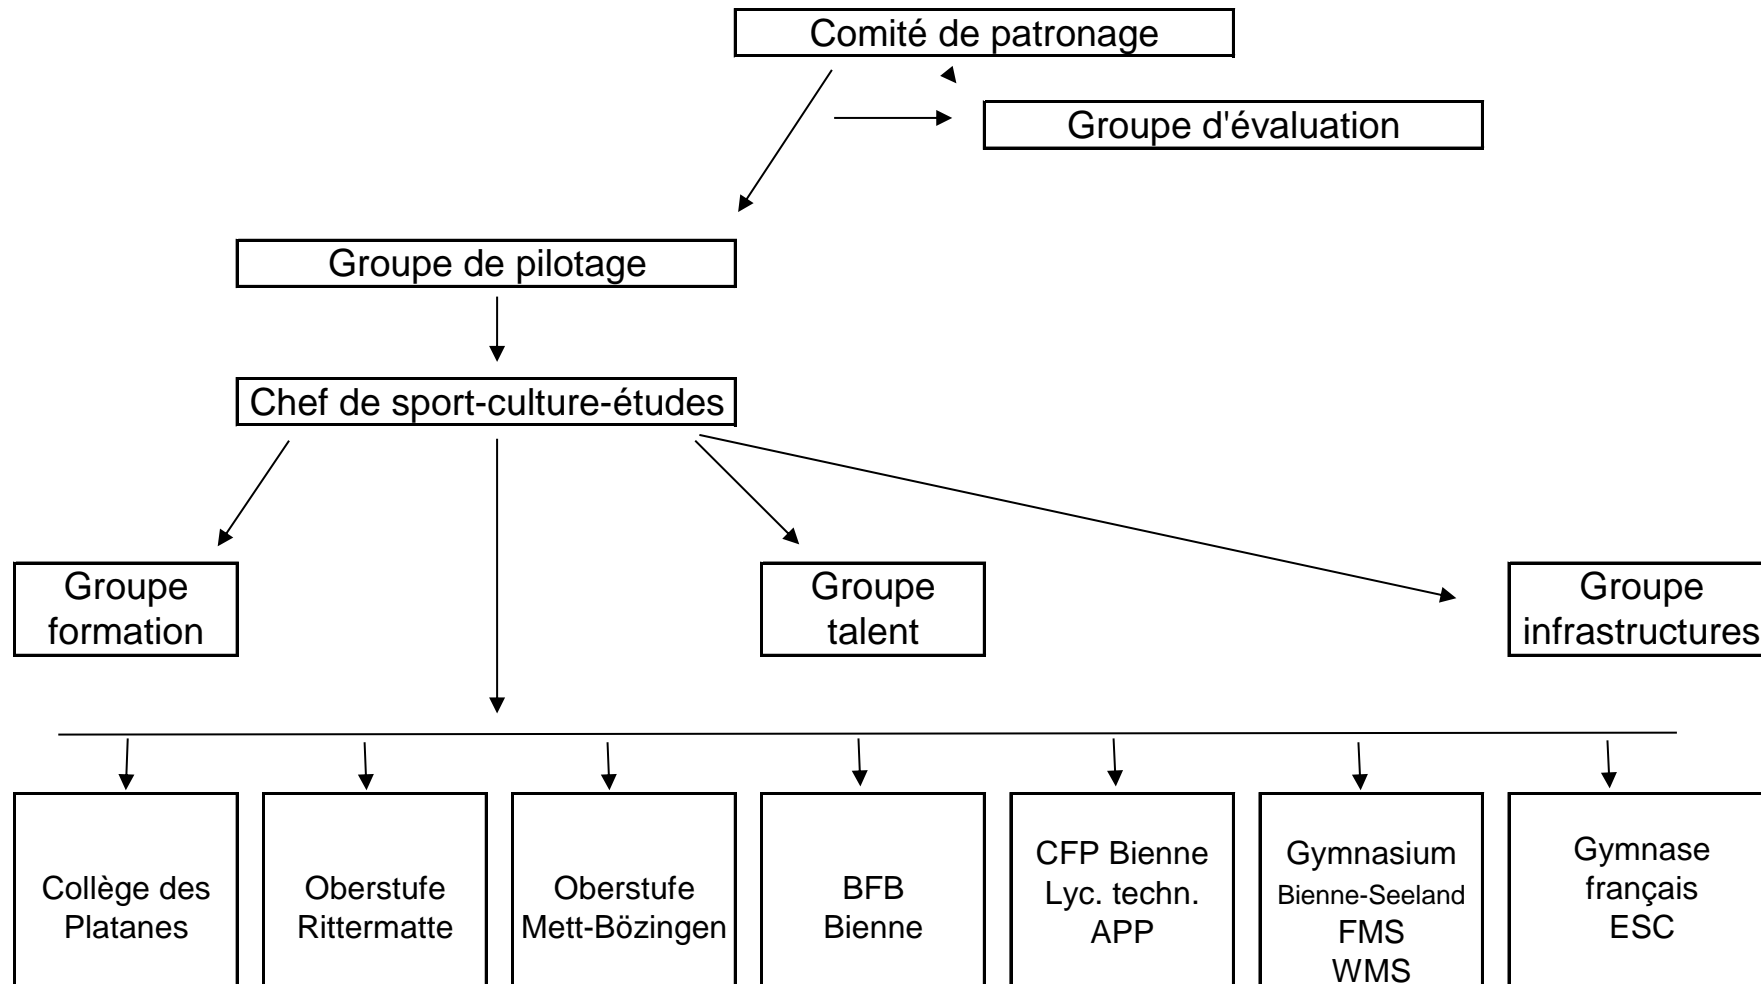 Comité de patronage
Groupe d'évaluation
Groupe de pilotage
Chef de sport-culture-études
Groupe
formation
Groupe
talent
Groupe
infrastructures
Collège des
Platanes
Oberstufe
Rittermatte
Oberstufe
Mett-Bözingen
BFB
Bienne
CFP Bienne
Lyc. techn.
APP
Gymnasium
Bienne-Seeland
FMS
WMS
Gymnase
français
ESC